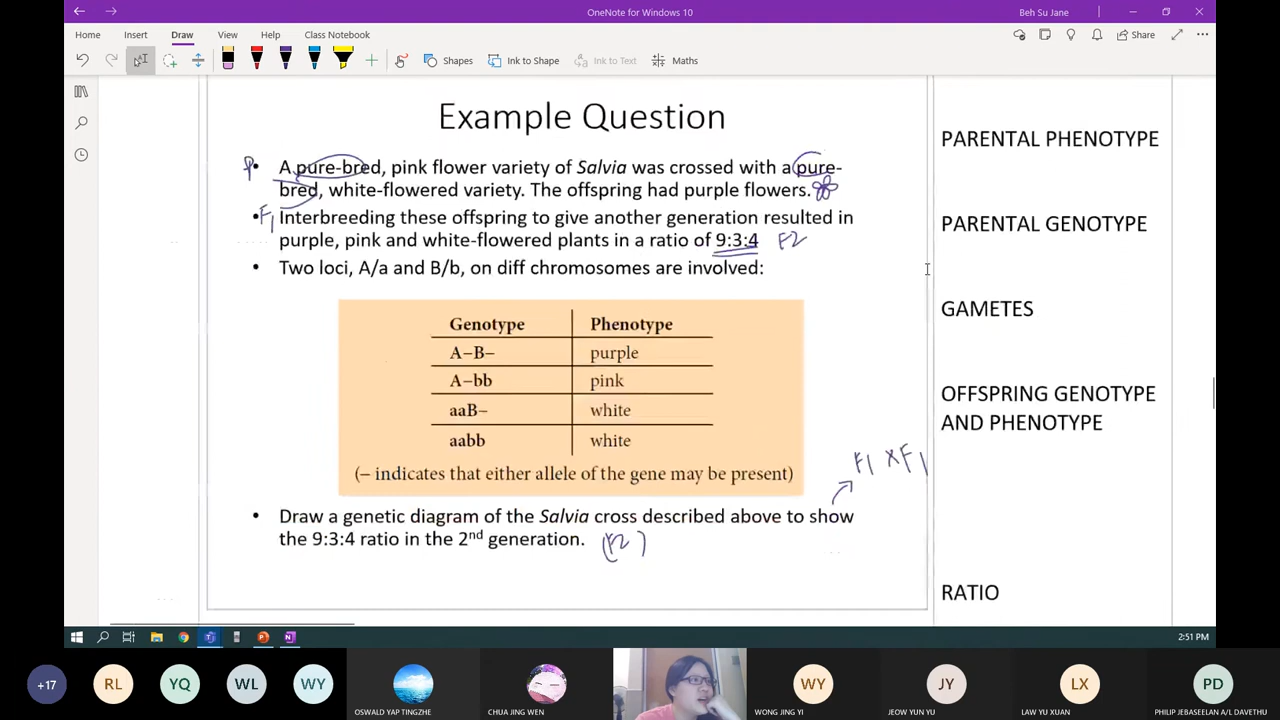 OneNote for Windows 10
Beh Su Jane
Home Insert Draw View Help Class Notebook
Share
Shapes Ink to Shape Ink to Text Maths
Example Question
P • A pure-bred, pink flower variety of Salvia was crossed with a pure-
bred, white-flowered variety. The offspring had purple flowers.
F1 • Interbreeding these offspring to give another generation resulted in
purple, pink and white-flowered plants in a ratio of 9:3:4 F2
• Two loci, A/a and B/b, on diff chromosomes are involved:
Genotype Phenotype
A–B– purple
A–bb pink
aaB– white
aabb white
(– indicates that either allele of the gene may be present)
F1 x F1
• Draw a genetic diagram of the Salvia cross described above to show
the 9:3:4 ratio in the 2nd generation. (F2)
PARENTAL PHENOTYPE
PARENTAL GENOTYPE
GAMETES
OFFSPRING GENOTYPE
AND PHENOTYPE
RATIO
2:51 PM
+17 RL YQ WL WY WY JY LX PD
OSWALD YAP TINGZHE CHUA JING WEN WONG JING YI JEOW YUN YU LAW YU XUAN PHILIP JEBASEELAN A/L DAVETHU